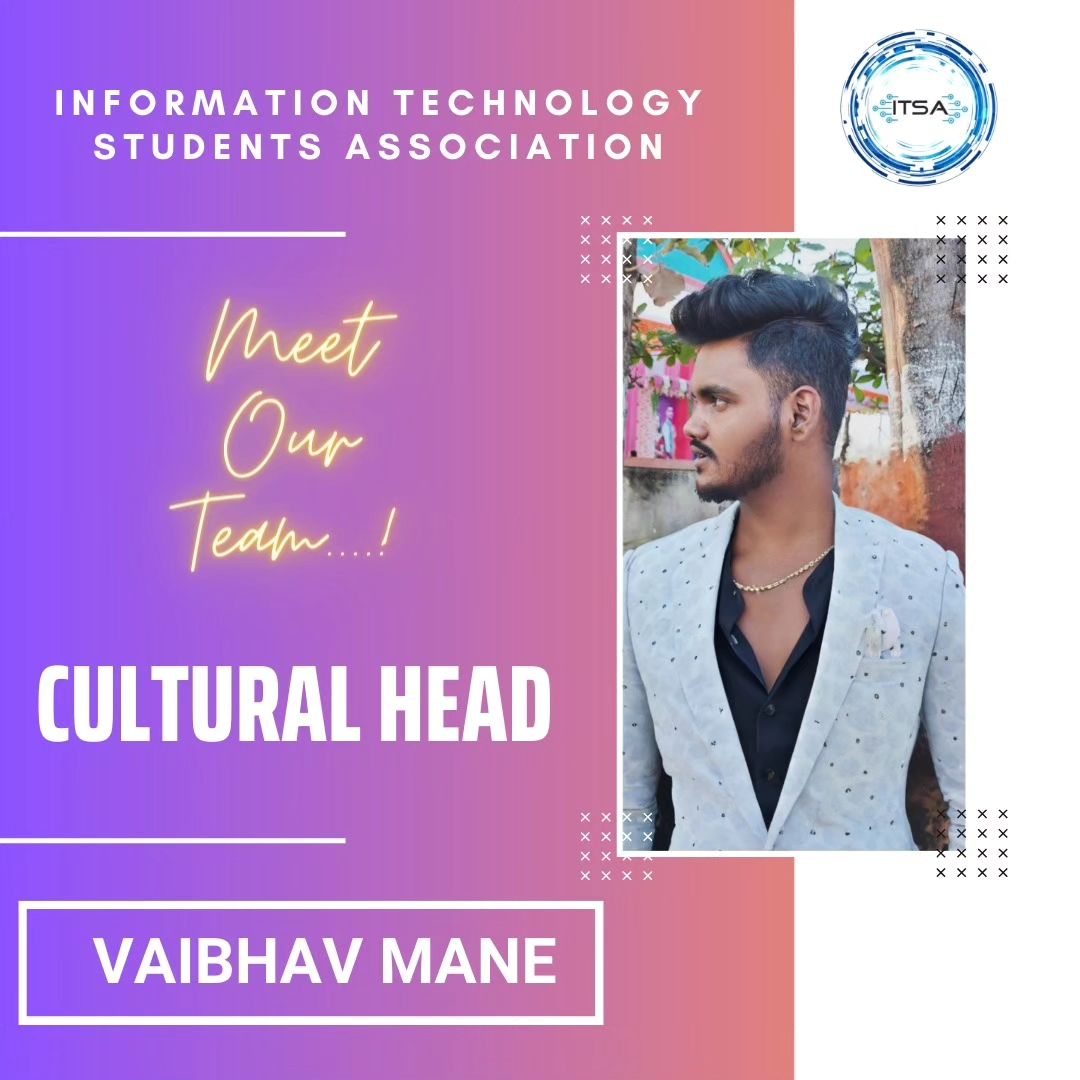 INFORMATION TECHNOLOGY
STUDENTS ASSOCIATION
ITSA
Meet
Our
Team....!
CULTURAL HEAD
VAIBHAV MANE